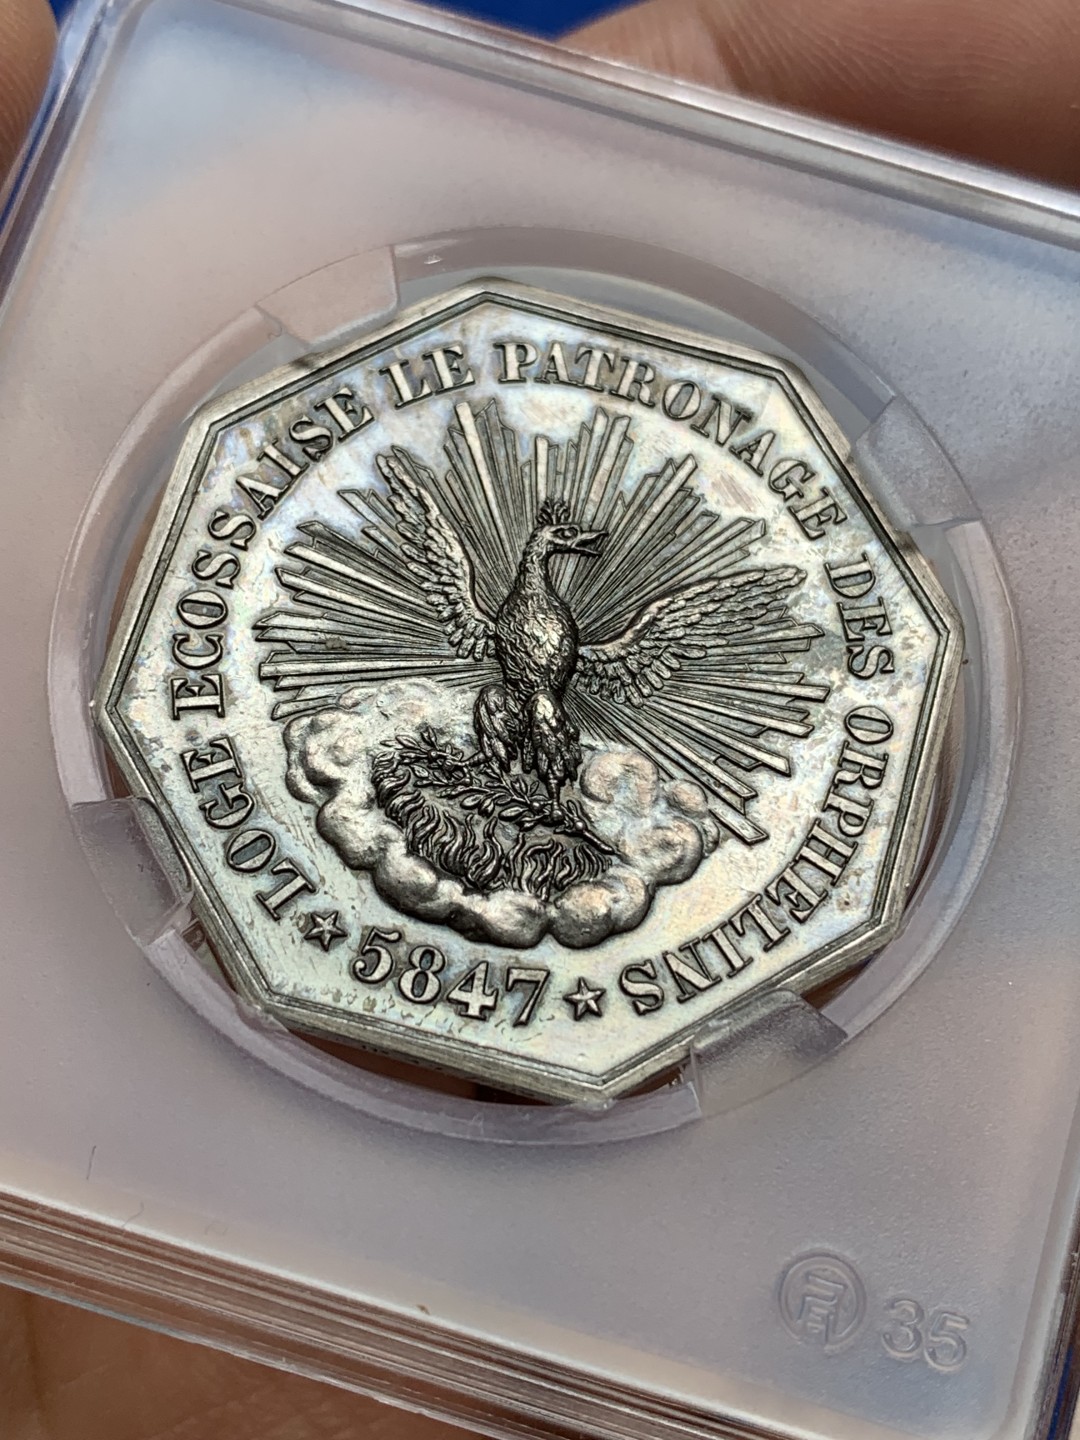 LOGE ECOSSAISE LE PATRONAGE DES ORPHELINS
★ 5847 ★
35